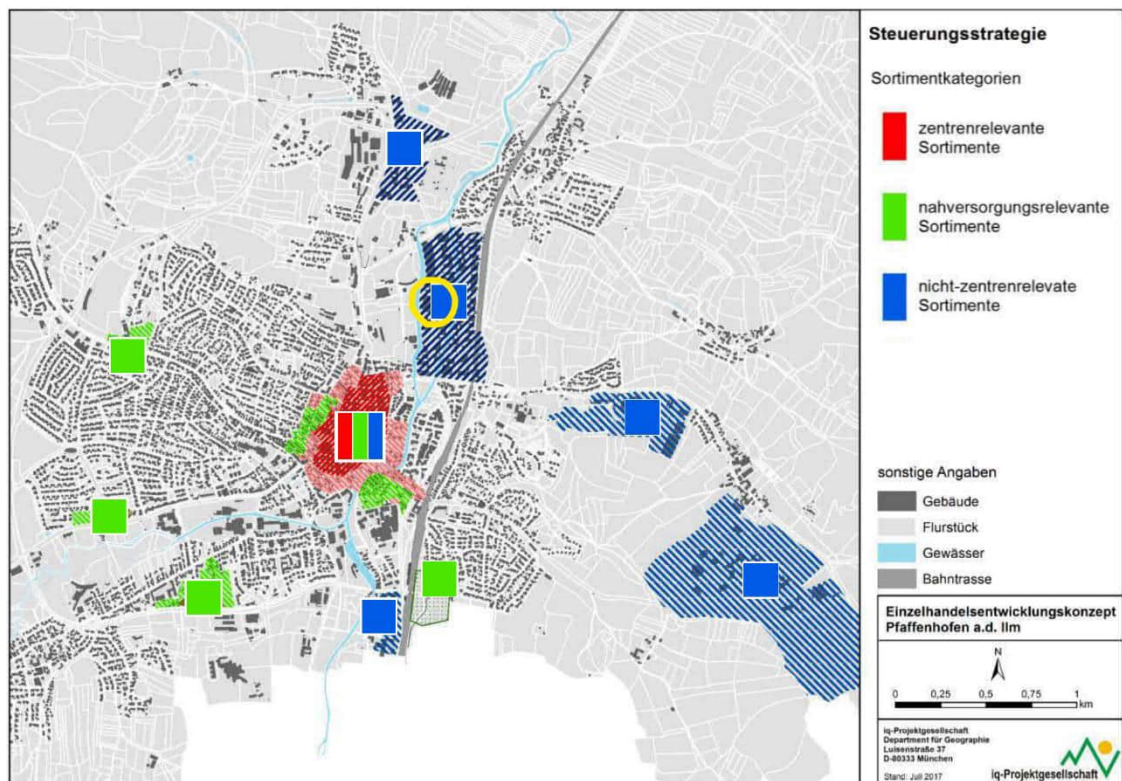 Steuerungsstrategie
Sortimentkategorien
zentrenrelevante
Sortimente
nahversorgungsrelevante
Sortimente
nicht-zentrenrelevate
Sortimente
sonstige Angaben
Gebäude
Flurstück
Gewässer
Bahntrasse
Einzelhandelsentwicklungskonzept
Pfaffenhofen a.d. Ilm
N
0 0,25 0,5 0,75 1
km
iq-Projektgesellschaft
Department für Geographie
Luisenstraße 37
D-80333 München
Stand: Juli 2017
iq-Projektgesellschaft